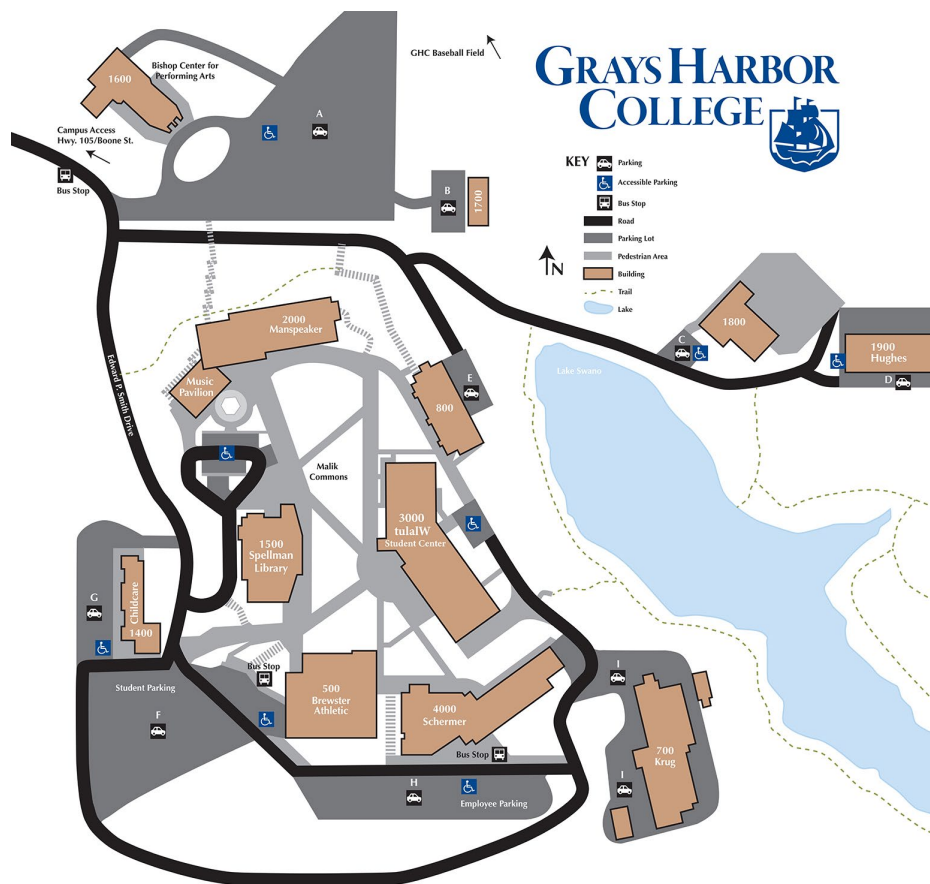 GHC Baseball Field
GRAYS HARBOR
COLLEGE
1600
Bishop Center for
Performing Arts
A
Campus Access
Hwy. 105/Boone St.
Bus Stop
B
1700
KEY
Parking
Accessible Parking
Bus Stop
Road
Parking Lot
Pedestrian Area
Building
Trail
Lake
N
2000
Manspeaker
1800
C
1900
Hughes
D
Lake Swano
Edward P. Smith Drive
Music
Pavilion
E
800
Malik
Commons
3000
tulalW
Student Center
1500
Spellman
Library
G
Childcare
1400
Bus Stop
Student Parking
F
500
Brewster
Athletic
4000
Schermer
Bus Stop
I
700
Krug
I
H
Employee Parking